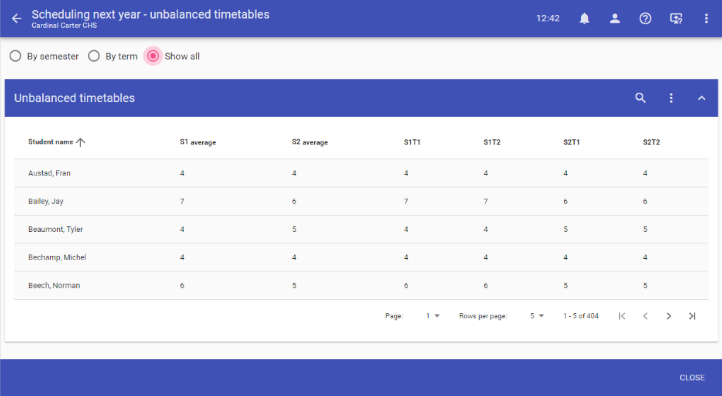 Scheduling next year - unbalanced timetables
Cardinal Carter CHS
12:42
By semester By term Show all
Unbalanced timetables
Student name S1 average S2 average S1T1 S1T2 S2T1 S2T2
Austad, Fran 4 4 4 4 4 4
Bailey, Jay 7 6 7 7 6 6
Beaumont, Tyler 4 5 4 4 5 5
Bechamp, Michel 4 4 4 4 4 4
Beech, Norman 6 5 6 6 5 5
Page: 1 Rows per page: 5 1 - 5 of 404
CLOSE